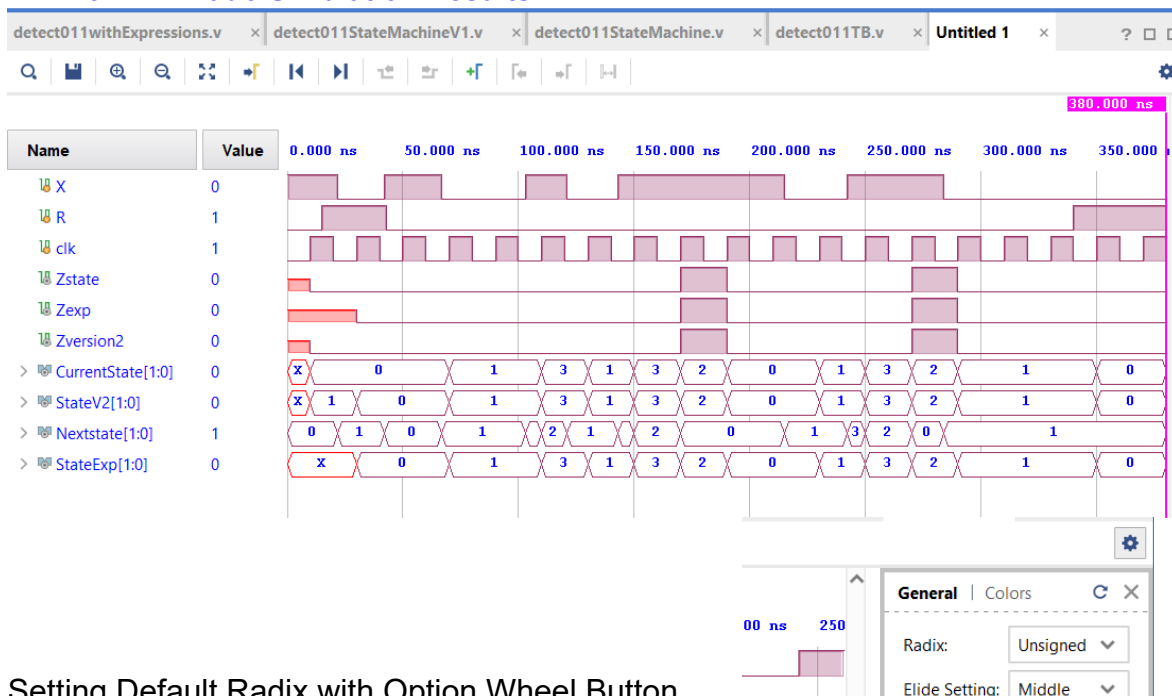 detect011withExpressions.v × detect011StateMachineV1.v × detect011StateMachine.v × detect011TB.v × Untitled 1 × ?
380.000 ns
Name Value 0.000 ns 50.000 ns 100.000 ns 150.000 ns 200.000 ns 250.000 ns 300.000 ns 350.000
X 0
R 1
clk 1
Zstate 0
Zexp 0
Zversion2 0
CurrentState[1:0] 0 X 0 1 3 1 3 2 0 1 3 2 1 0
StateV2[1:0] 0 X 1 0 1 3 1 3 2 0 1 3 2 1 0
Nextstate[1:0] 1 0 1 0 1 2 1 2 0 1 3 2 0 1
StateExp[1:0] 0 X 0 1 3 1 3 2 0 1 3 2 1 0
General | Colors
00 ns 250
Radix: Unsigned
Setting Default Radix with Option Wheel Button
Elide Setting: Middle